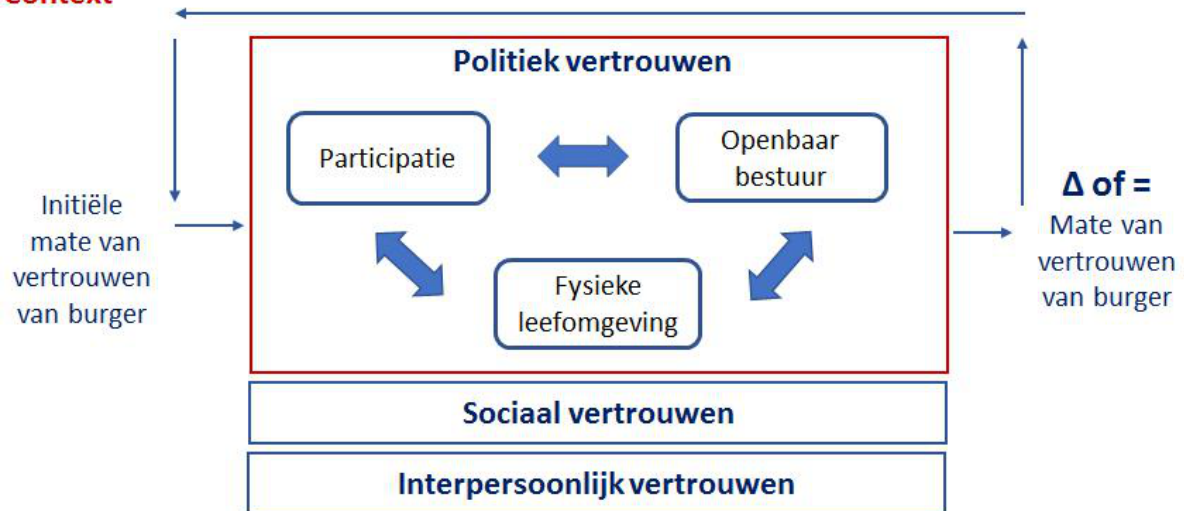 context
Politiek vertrouwen
Participatie
Openbaar
bestuur
Fysieke
leefomgeving
Initiële
mate van
vertrouwen
van burger
Δ of =
Mate van
vertrouwen
van burger
Sociaal vertrouwen
Interpersoonlijk vertrouwen